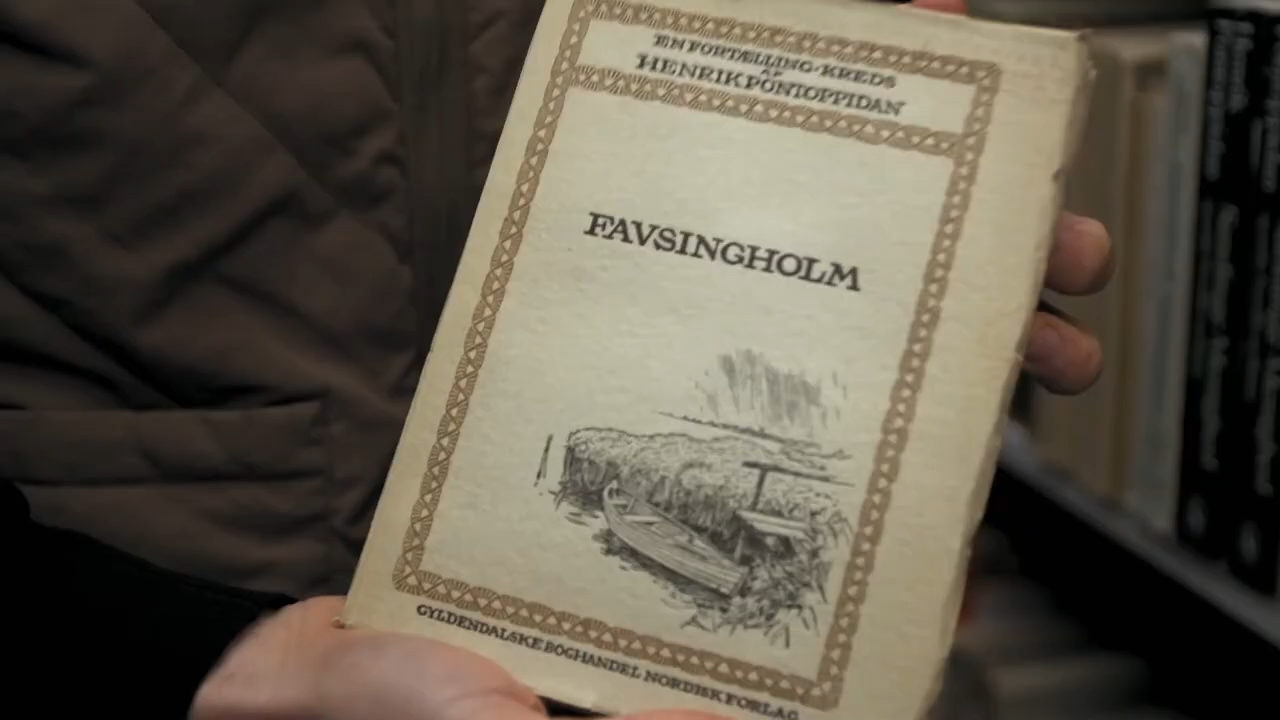 EN FORTÆLLING-KREDS
AF
HENRIK PONTOPPIDAN
FAVSINGHOLM
GYLDENDALSKE BOGHANDEL NORDISK FORLAG